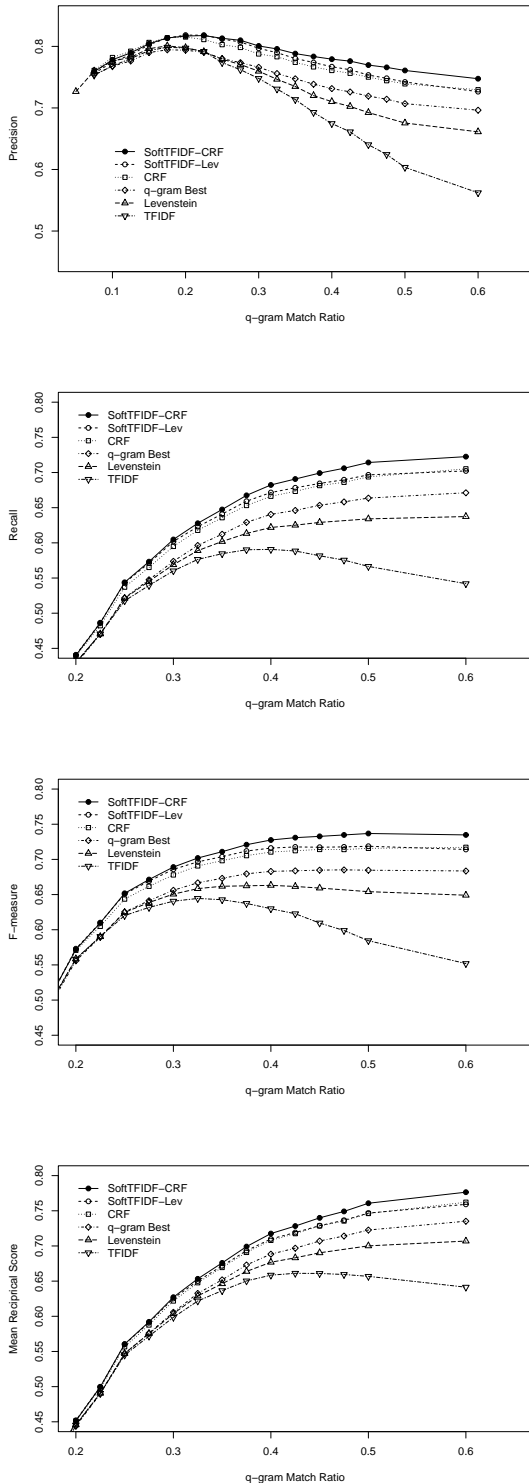 0.8
0.7
0.6
0.5
Precision
SoftTFIDF-CRF
SoftTFIDF-Lev
CRF
q-gram Best
Levenstein
TFIDF
0.1 0.2 0.3 0.4 0.5 0.6
q-gram Match Ratio
0.80
0.75
0.70
0.65
0.60
0.55
0.50
0.45
Recall
SoftTFIDF-CRF
SoftTFIDF-Lev
CRF
q-gram Best
Levenstein
TFIDF
0.2 0.3 0.4 0.5 0.6
q-gram Match Ratio
0.80
0.75
0.70
0.65
0.60
0.55
0.50
0.45
F-measure
SoftTFIDF-CRF
SoftTFIDF-Lev
CRF
q-gram Best
Levenstein
TFIDF
0.2 0.3 0.4 0.5 0.6
q-gram Match Ratio
0.80
0.75
0.70
0.65
0.60
0.55
0.50
0.45
Mean Reciprical Score
SoftTFIDF-CRF
SoftTFIDF-Lev
CRF
q-gram Best
Levenstein
TFIDF
0.2 0.3 0.4 0.5 0.6
q-gram Match Ratio